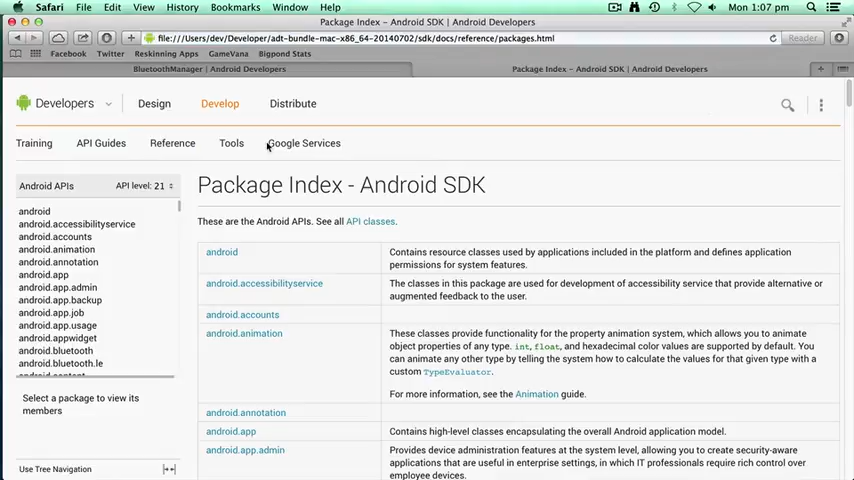 Safari File Edit View History Bookmarks Window Help Mon 1:07 pm
Package Index – Android SDK | Android Developers
file:///Users/dev/Developer/adt-bundle-mac-x86_64-20140702/sdk/docs/reference/packages.html Reader
Facebook Twitter Reskinning Apps GameVana Bigpond Stats
BluetoothManager | Android Developers Package Index – Android SDK | Android Developers
Developers Design Develop Distribute
Training API Guides Reference Tools Google Services
Android APIs API level: 21
android
android.accessibilityservice
android.accounts
android.animation
android.annotation
android.app
android.app.admin
android.app.backup
android.app.job
android.app.usage
android.appwidget
android.bluetooth
android.bluetooth.le
android.content
Select a package to view its
members
Use Tree Navigation
Package Index - Android SDK
These are the Android APIs. See all API classes.
android Contains resource classes used by applications included in the platform and defines application
permissions for system features.
android.accessibilityservice The classes in this package are used for development of accessibility service that provide alternative or
augmented feedback to the user.
android.accounts
android.animation These classes provide functionality for the property animation system, which allows you to animate
object properties of any type. int, float, and hexadecimal color values are supported by default. You
can animate any other type by telling the system how to calculate the values for that given type with a
custom TypeEvaluator.
For more information, see the Animation guide.
android.annotation
android.app Contains high-level classes encapsulating the overall Android application model.
android.app.admin Provides device administration features at the system level, allowing you to create security-aware
applications that are useful in enterprise settings, in which IT professionals require rich control over
employee devices.